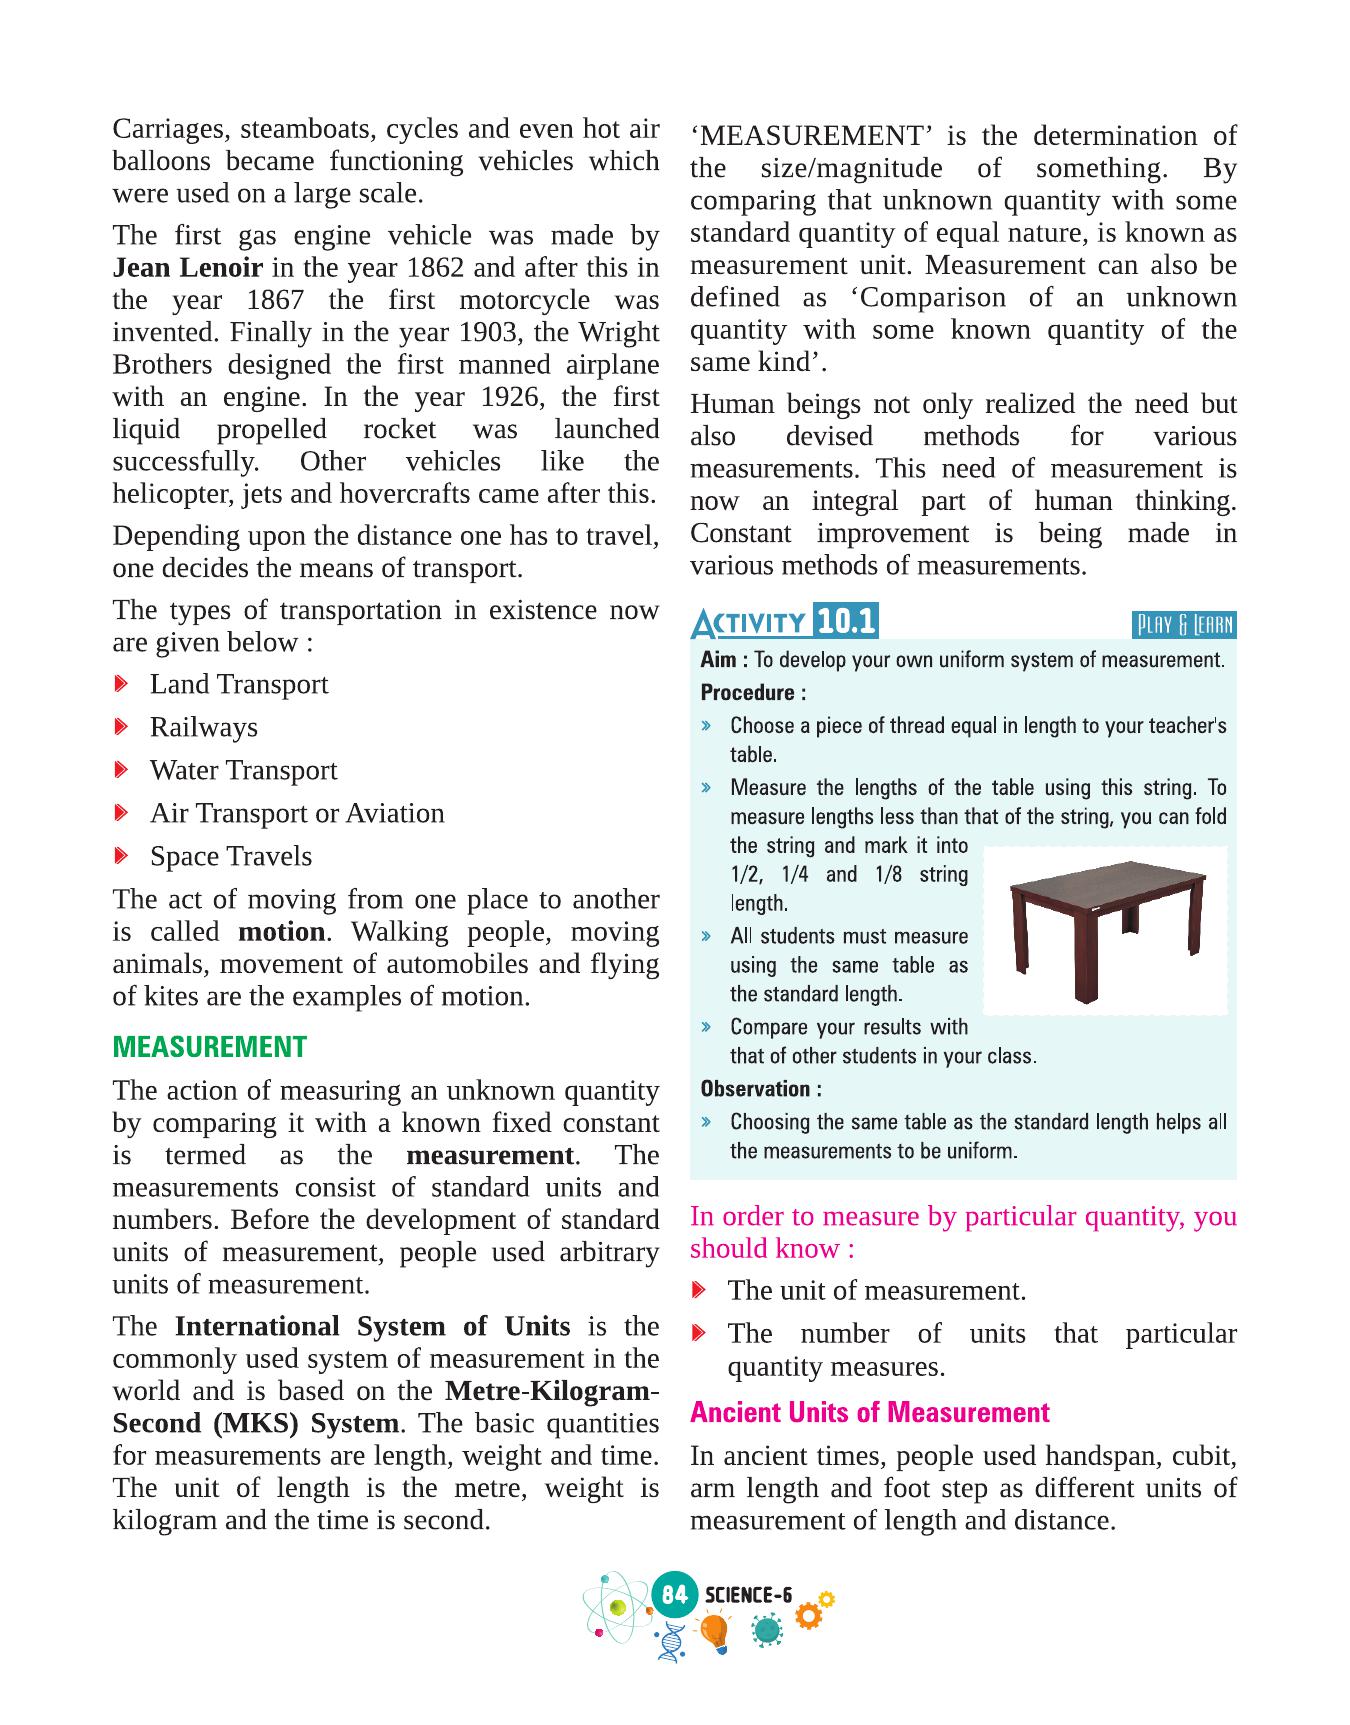 Carriages, steamboats, cycles and even hot air
balloons became functioning vehicles which
were used on a large scale.
The first gas engine vehicle was made by
Jean Lenoir in the year 1862 and after this in
the year 1867 the first motorcycle was
invented. Finally in the year 1903, the Wright
Brothers designed the first manned airplane
with an engine. In the year 1926, the first
liquid propelled rocket was launched
successfully. Other vehicles like the
helicopter, jets and hovercrafts came after this.
Depending upon the distance one has to travel,
one decides the means of transport.
The types of transportation in existence now
are given below :
Land Transport
Railways
Water Transport
Air Transport or Aviation
Space Travels
The act of moving from one place to another
is called motion. Walking people, moving
animals, movement of automobiles and flying
of kites are the examples of motion.
MEASUREMENT
The action of measuring an unknown quantity
by comparing it with a known fixed constant
is termed as the measurement. The
measurements consist of standard units and
numbers. Before the development of standard
units of measurement, people used arbitrary
units of measurement.
The International System of Units is the
commonly used system of measurement in the
world and is based on the Metre-Kilogram-
Second (MKS) System. The basic quantities
for measurements are length, weight and time.
The unit of length is the metre, weight is
kilogram and the time is second.
‘MEASUREMENT’ is the determination of
the size/magnitude of something. By
comparing that unknown quantity with some
standard quantity of equal nature, is known as
measurement unit. Measurement can also be
defined as ‘Comparison of an unknown
quantity with some known quantity of the
same kind’.
Human beings not only realized the need but
also devised methods for various
measurements. This need of measurement is
now an integral part of human thinking.
Constant improvement is being made in
various methods of measurements.
ACTIVITY 10.1 PLAY & LEARN
Aim : To develop your own uniform system of measurement.
Procedure :
» Choose a piece of thread equal in length to your teacher's
table.
» Measure the lengths of the table using this string. To
measure lengths less than that of the string, you can fold
the string and mark it into
1/2, 1/4 and 1/8 string
length.
» All students must measure
using the same table as
the standard length.
» Compare your results with
that of other students in your class.
Observation :
» Choosing the same table as the standard length helps all
the measurements to be uniform.
In order to measure by particular quantity, you
should know :
The unit of measurement.
The number of units that particular
quantity measures.
Ancient Units of Measurement
In ancient times, people used handspan, cubit,
arm length and foot step as different units of
measurement of length and distance.
84 SCIENCE-6